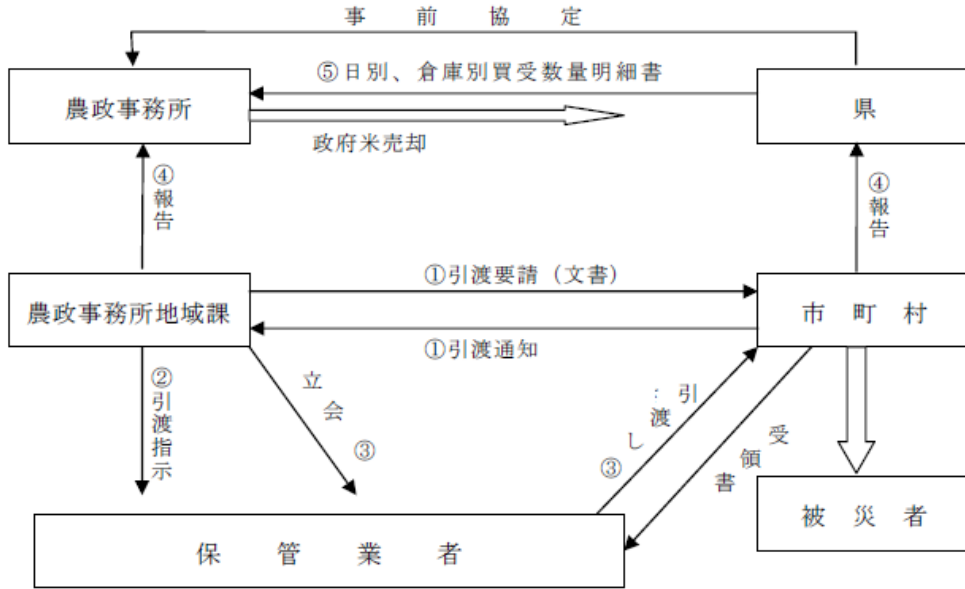 事前協定
⑤日別、倉庫別買受数量明細書
農政事務所
県
政府米売却
④報告
④報告
①引渡要請（文書）
農政事務所地域課
市町村
①引渡通知
②引渡指示
立会③
③引渡し
受領書
被災者
保管業者